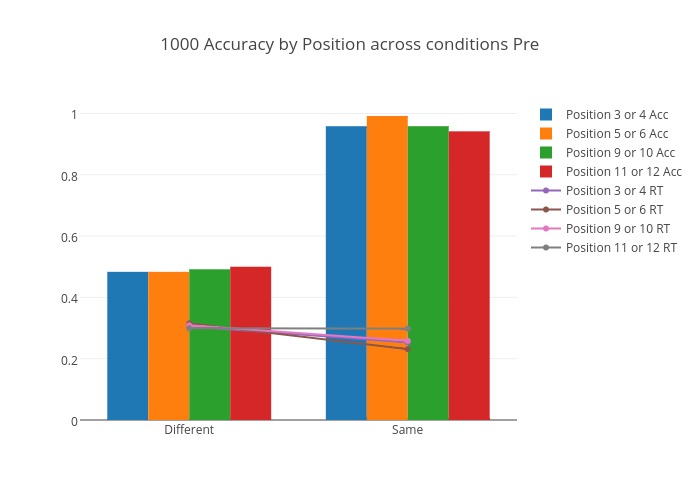 1000 Accuracy by Position across conditions Pre
1
0.8
0.6
0.4
0.2
0
Different
Same
Position 3 or 4 Acc
Position 5 or 6 Acc
Position 9 or 10 Acc
Position 11 or 12 Acc
Position 3 or 4 RT
Position 5 or 6 RT
Position 9 or 10 RT
Position 11 or 12 RT